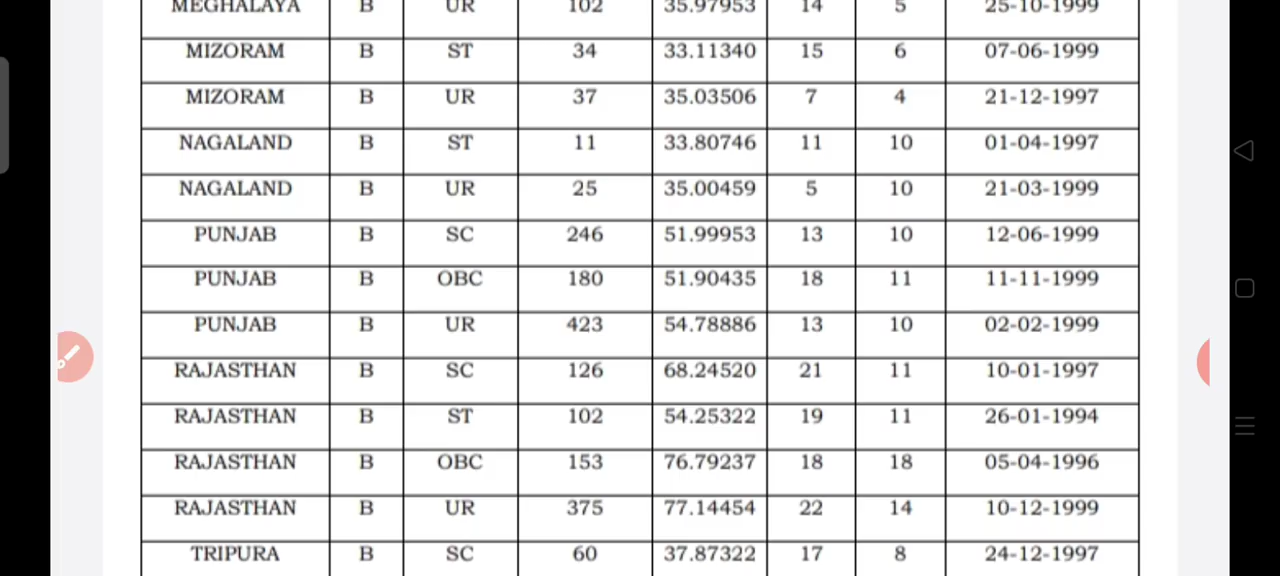 MEGHALAYA B UR 102 35.97953 14 5 25-10-1999
MIZORAM B ST 34 33.11340 15 6 07-06-1999
MIZORAM B UR 37 35.03506 7 4 21-12-1997
NAGALAND B ST 11 33.80746 11 10 01-04-1997
NAGALAND B UR 25 35.00459 5 10 21-03-1999
PUNJAB B SC 246 51.99953 13 10 12-06-1999
PUNJAB B OBC 180 51.90435 18 11 11-11-1999
PUNJAB B UR 423 54.78886 13 10 02-02-1999
RAJASTHAN B SC 126 68.24520 21 11 10-01-1997
RAJASTHAN B ST 102 54.25322 19 11 26-01-1994
RAJASTHAN B OBC 153 76.79237 18 18 05-04-1996
RAJASTHAN B UR 375 77.14454 22 14 10-12-1999
TRIPURA B SC 60 37.87322 17 8 24-12-1997